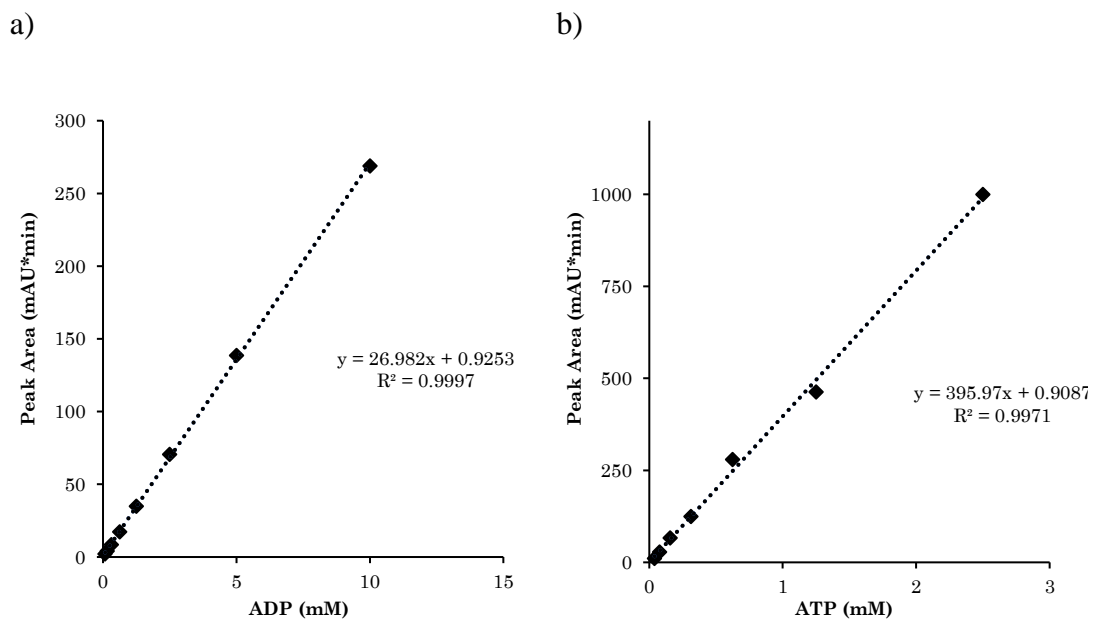 a)
300
250
200
150
100
50
0
0 5 10 15
Peak Area (mAU*min)
ADP (mM)
y = 26.982x + 0.9253
R² = 0.9997
b)
1000
750
500
250
0
0 1 2 3
Peak Area (mAU*min)
ATP (mM)
y = 395.97x + 0.9087
R² = 0.9971